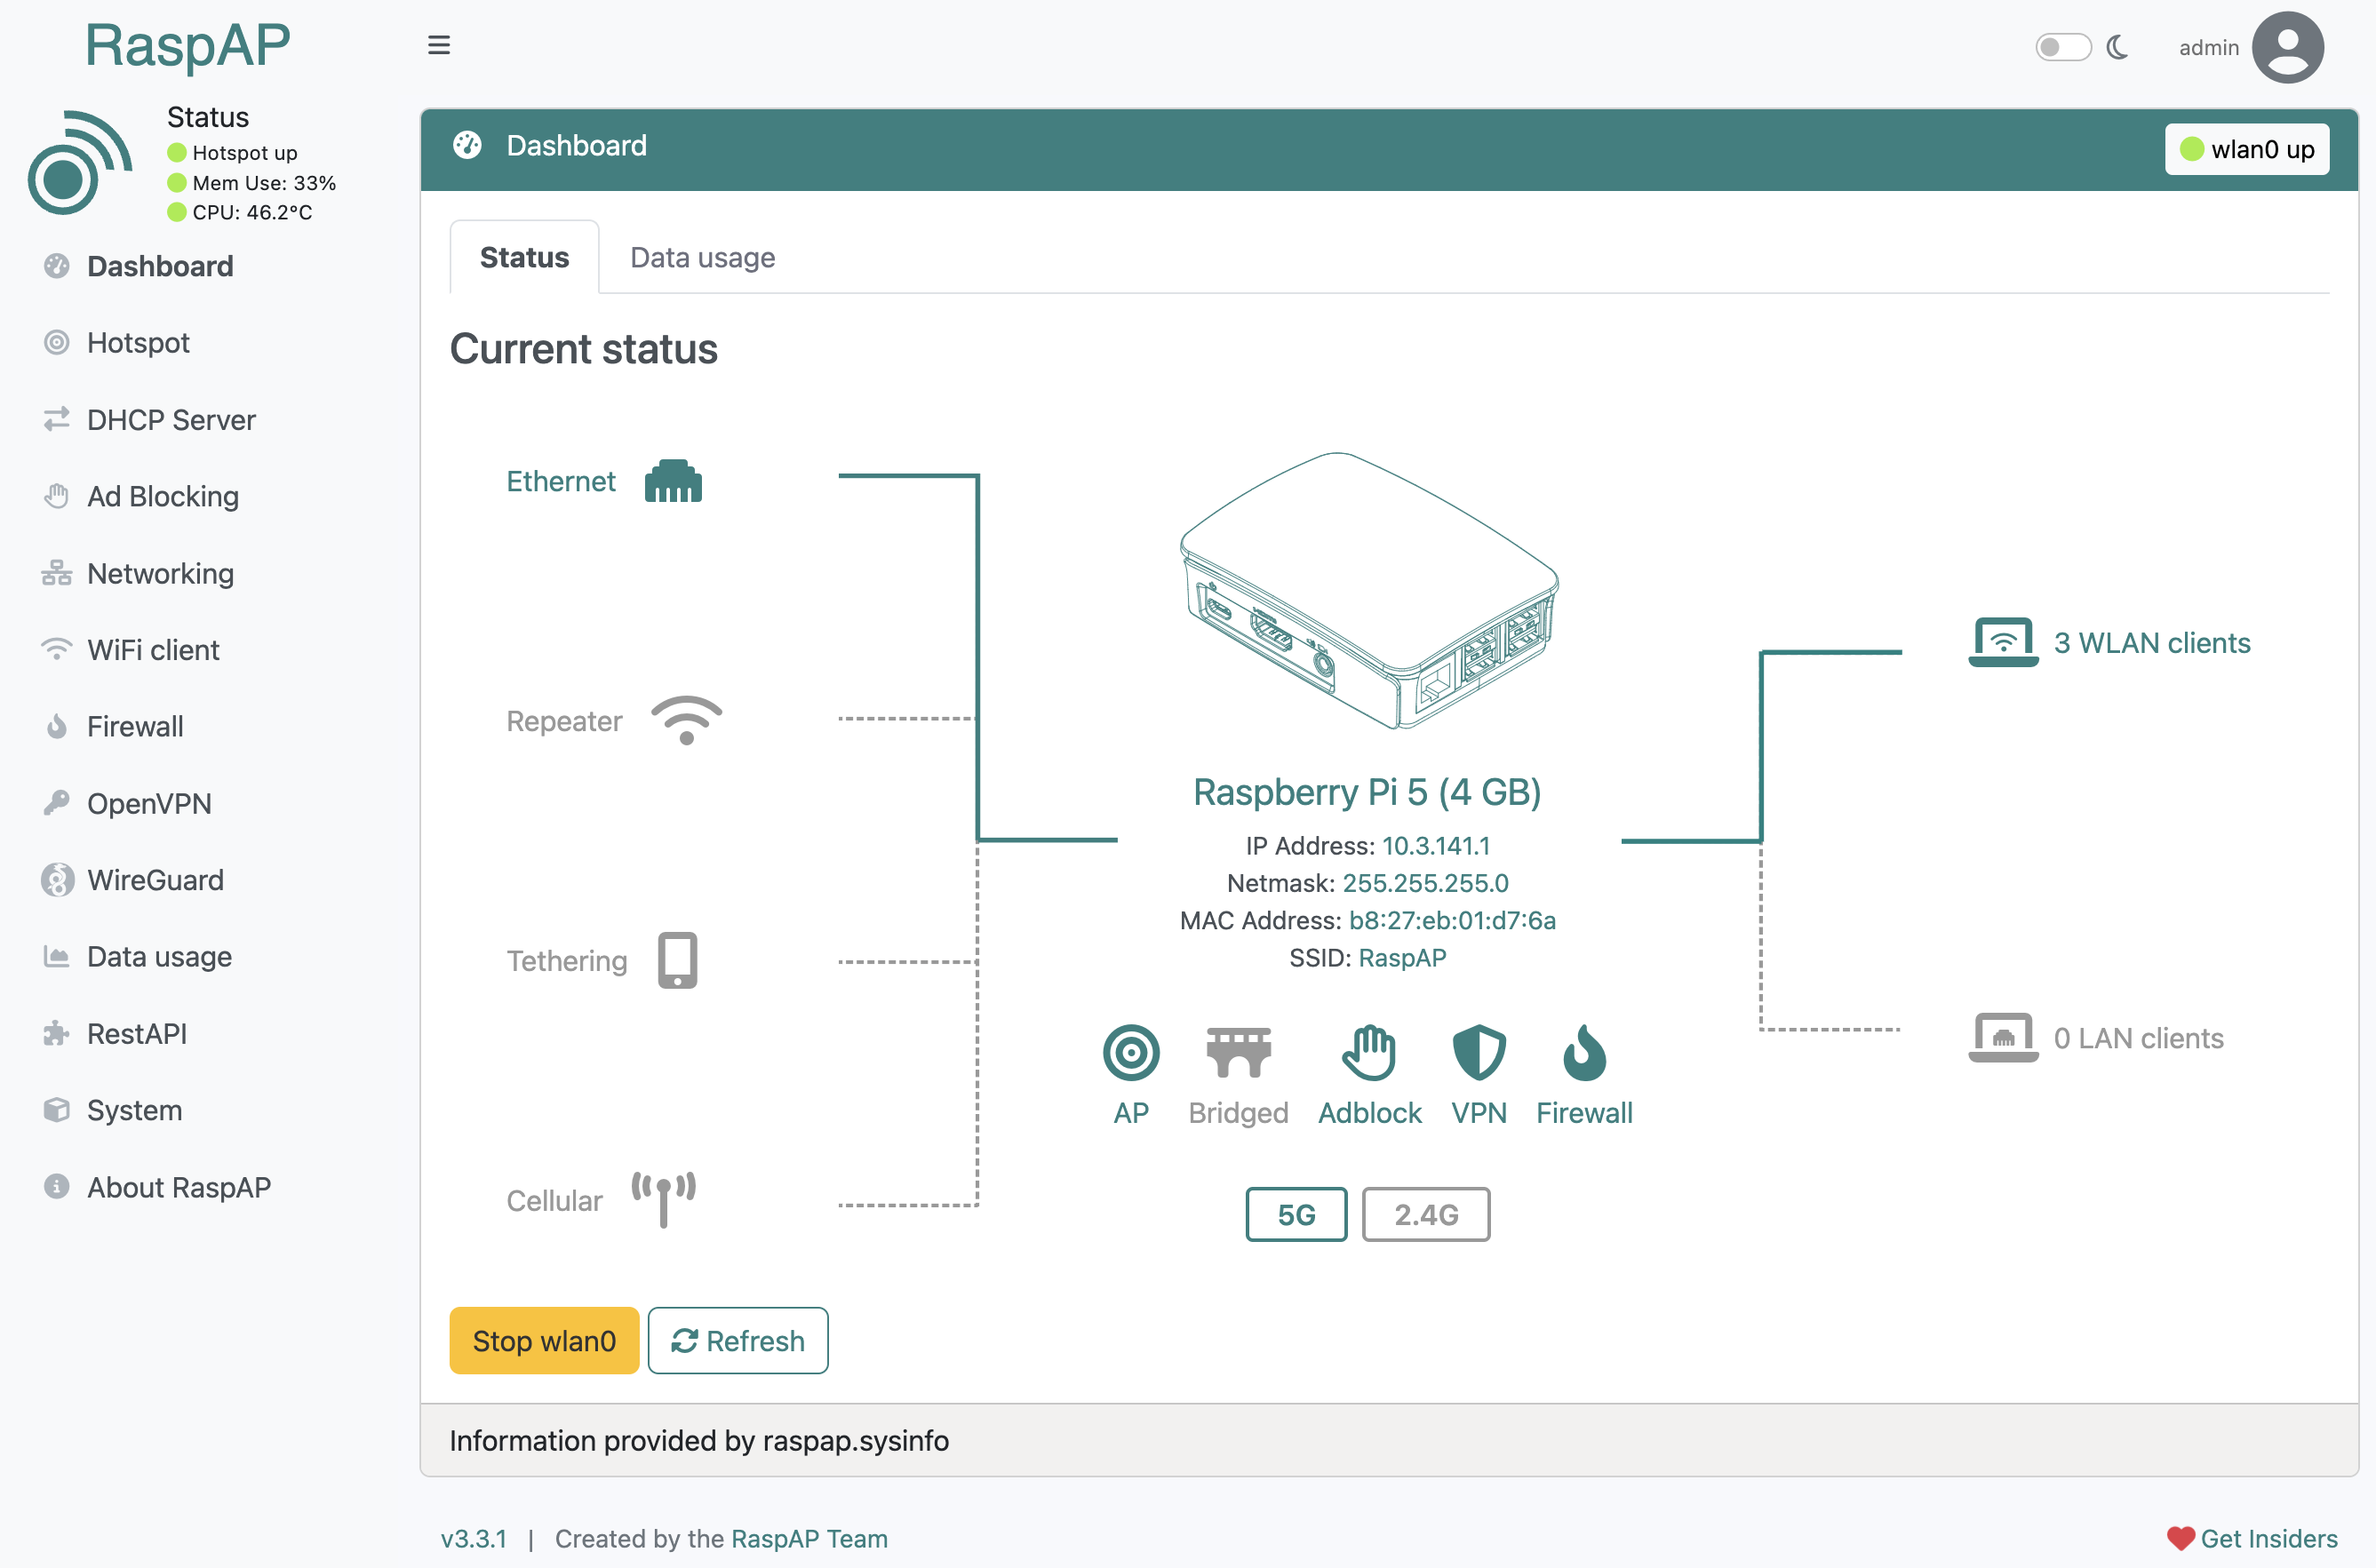 RaspAP
admin
Status
Hotspot up
Mem Use: 33%
CPU: 46.2°C
Dashboard
Hotspot
DHCP Server
Ad Blocking
Networking
WiFi client
Firewall
OpenVPN
WireGuard
Data usage
RestAPI
System
About RaspAP
Dashboard
wlan0 up
Status
Data usage
Current status
Ethernet
Repeater
Tethering
Cellular
Raspberry Pi 5 (4 GB)
IP Address: 10.3.141.1
Netmask: 255.255.255.0
MAC Address: b8:27:eb:01:d7:6a
SSID: RaspAP
AP
Bridged
Adblock
VPN
Firewall
5G
2.4G
3 WLAN clients
0 LAN clients
Stop wlan0
Refresh
Information provided by raspap.sysinfo
v3.3.1 | Created by the RaspAP Team
Get Insiders